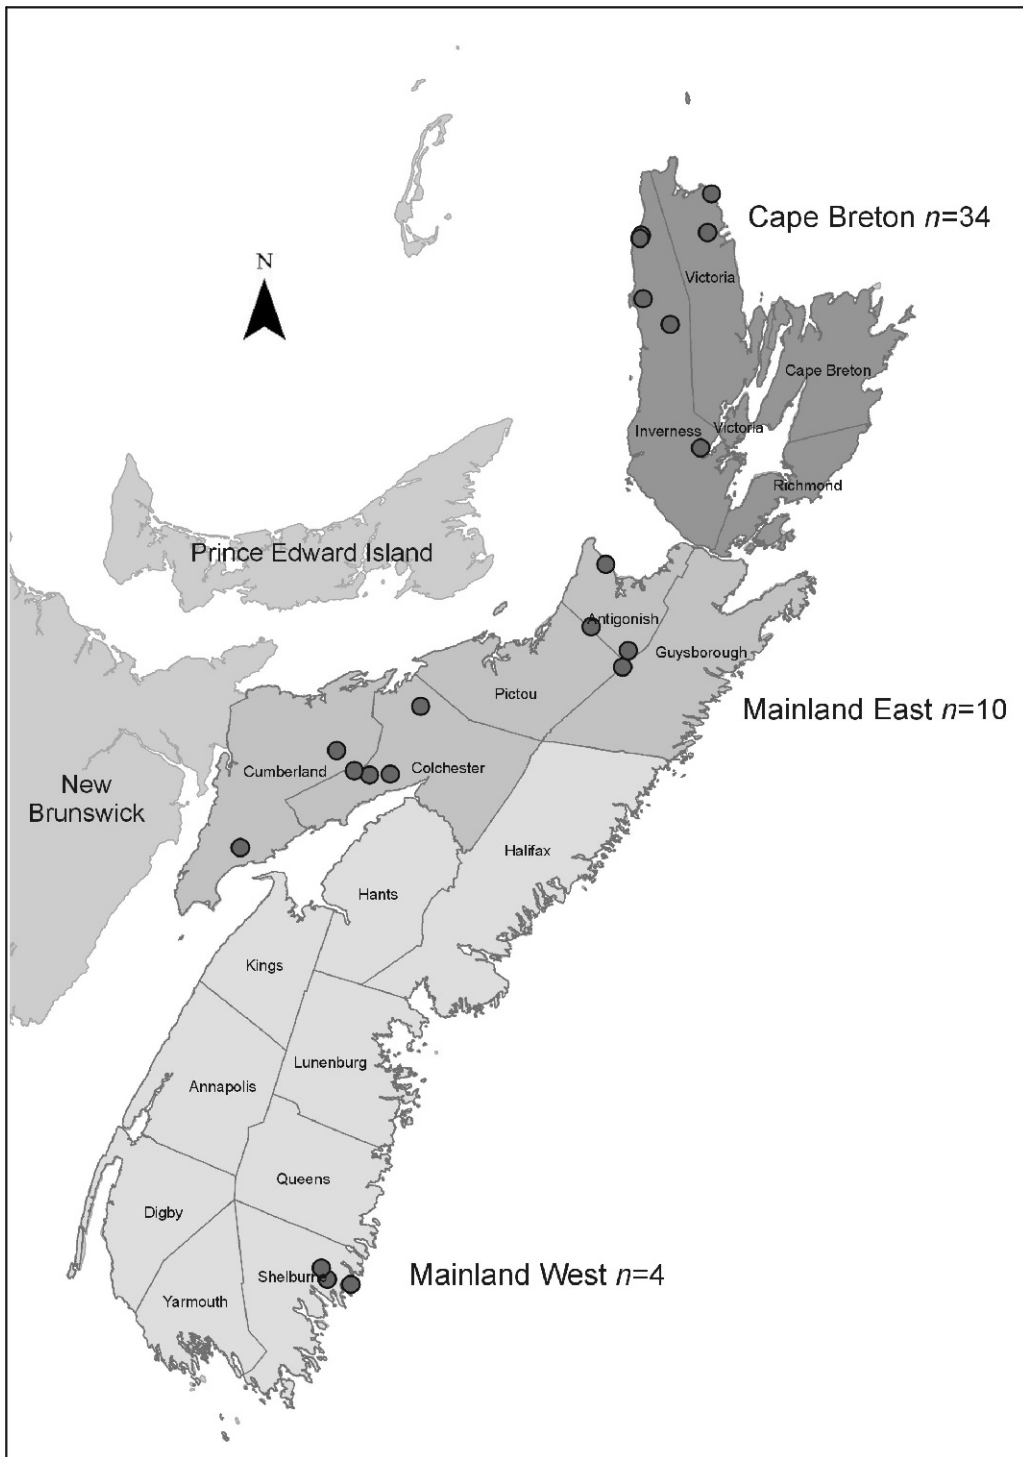 N
Cape Breton n=34
Victoria
Cape Breton
Inverness
Victoria
Richmond
Prince Edward Island
Antigonish
Guysborough
Pictou
Mainland East n=10
Cumberland
Colchester
New
Brunswick
Halifax
Hants
Kings
Lunenburg
Annapolis
Queens
Digby
Shelburne
Mainland West n=4
Yarmouth